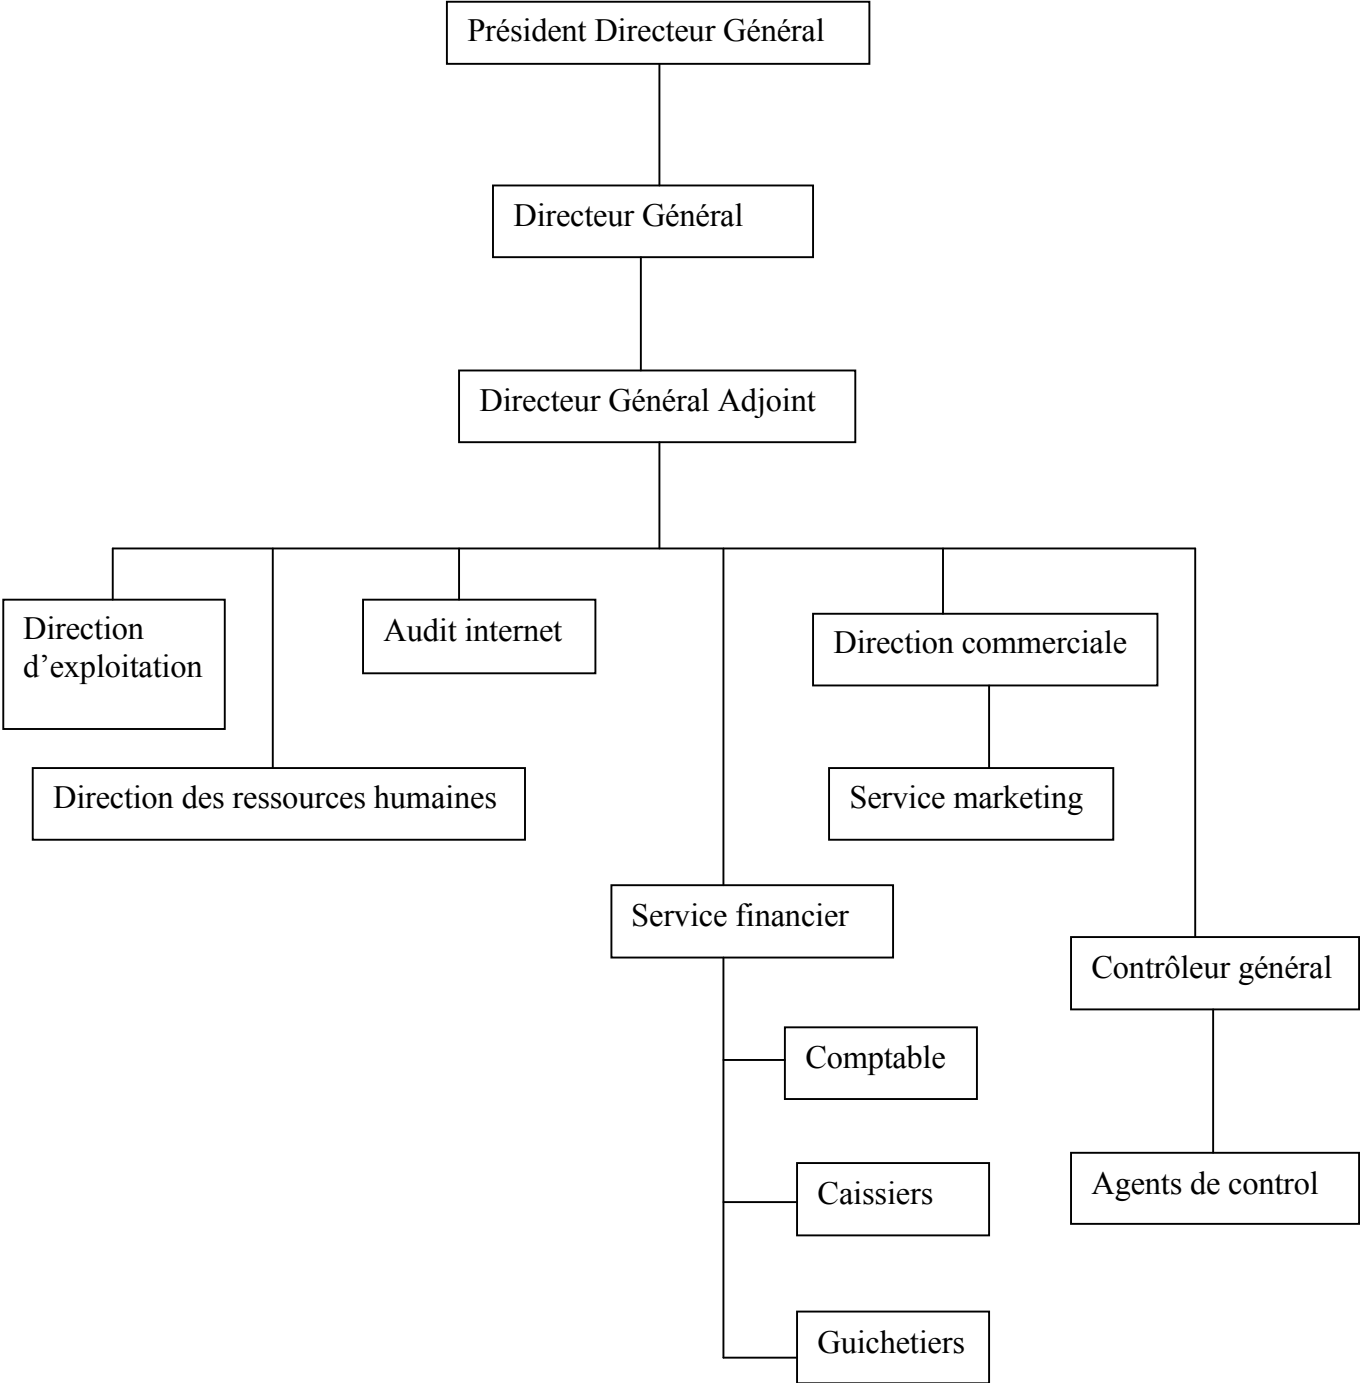 Président Directeur Général
Directeur Général
Directeur Général Adjoint
Direction
d’exploitation
Audit internet
Direction commerciale
Direction des ressources humaines
Service marketing
Service financier
Contrôleur général
Comptable
Agents de control
Caissiers
Guichetiers